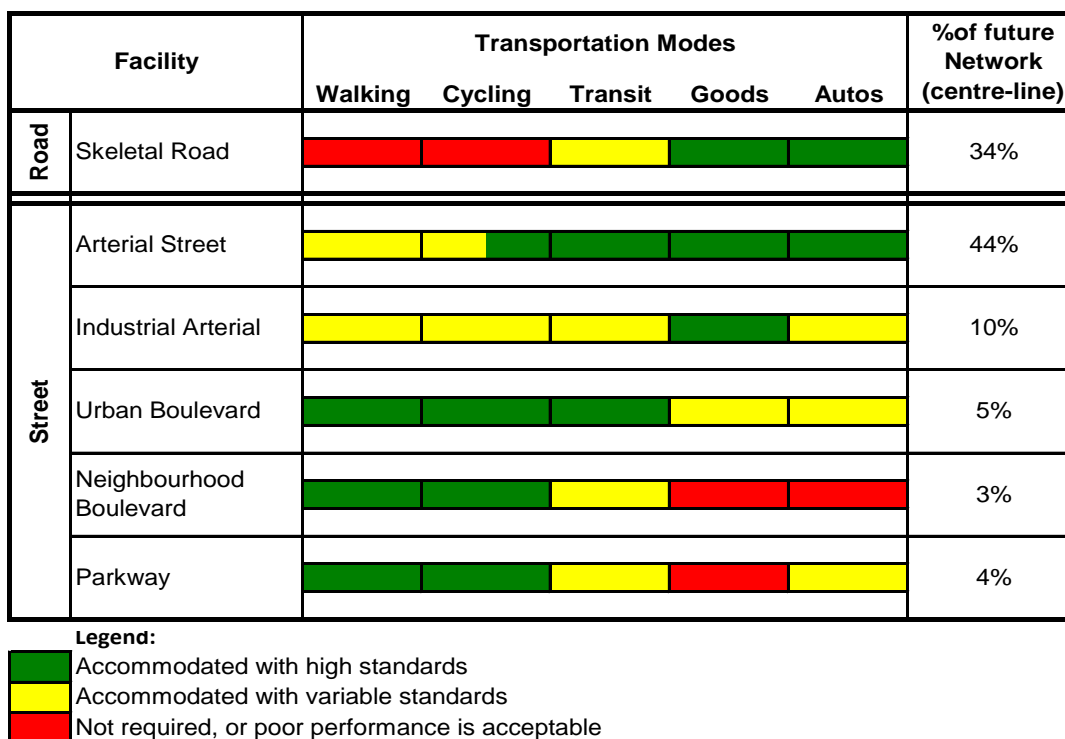 Facility
Transportation Modes
%of future
Network
(centre-line)
Walking Cycling Transit Goods Autos
Road
Skeletal Road 34%
Street
Arterial Street 44%
Industrial Arterial 10%
Urban Boulevard 5%
Neighbourhood
Boulevard 3%
Parkway 4%
Legend:
Accommodated with high standards
Accommodated with variable standards
Not required, or poor performance is acceptable